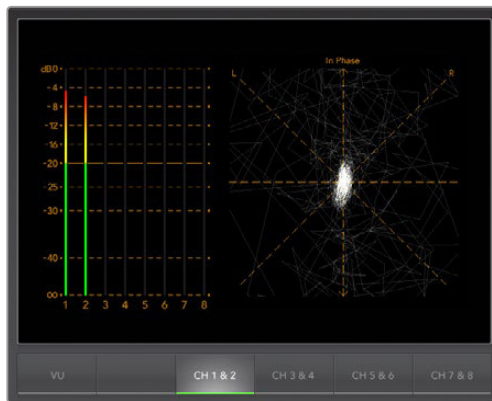 In Phase
dB0
-4
-8
-12
-16
-20
-25
-30
-40
00
1 2 3 4 5 6 7 8
L
R
VU
CH 1 & 2
CH 3 & 4
CH 5 & 6
CH 7 & 8